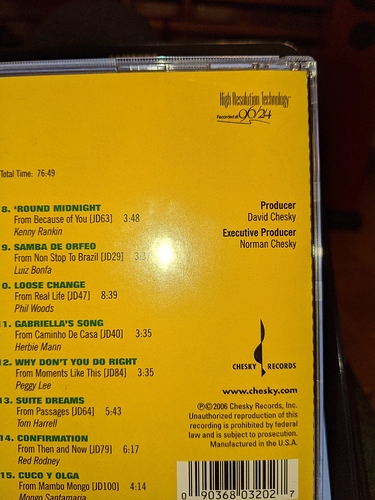 High Resolution Technology
Recorded at 96/24
Total Time: 76:49
8. 'ROUND MIDNIGHT
From Because of You [JD63] 3:48
Kenny Rankin
9. SAMBA DE ORFEO
From Non Stop To Brazil [JD29]
Luiz Bonfa
0. LOOSE CHANGE
From Real Life [JD47] 8:39
Phil Woods
11. GABRIELLA'S SONG
From Caminho De Casa [JD40] 3:35
Herbie Mann
12. WHY DON'T YOU DO RIGHT
From Moments Like This [JD84] 3:35
Peggy Lee
13. SUITE DREAMS
From Passages [JD64] 5:43
Tom Harrell
14. CONFIRMATION
From Then and Now [JD79] 6:17
Red Rodney
15. CUCO Y OLGA
From Mambo Mongo [JD100] 4:14
Mongo Santamaria
Producer
David Chesky
Executive Producer
Norman Chesky
CHESKY RECORDS
www.chesky.com
℗©2006 Chesky Records, Inc.
Unauthorized reproduction of this
recording is prohibited by federal
law and is subject to prosecution.
Manufactured in the U.S.A.
0 90368 03202 7